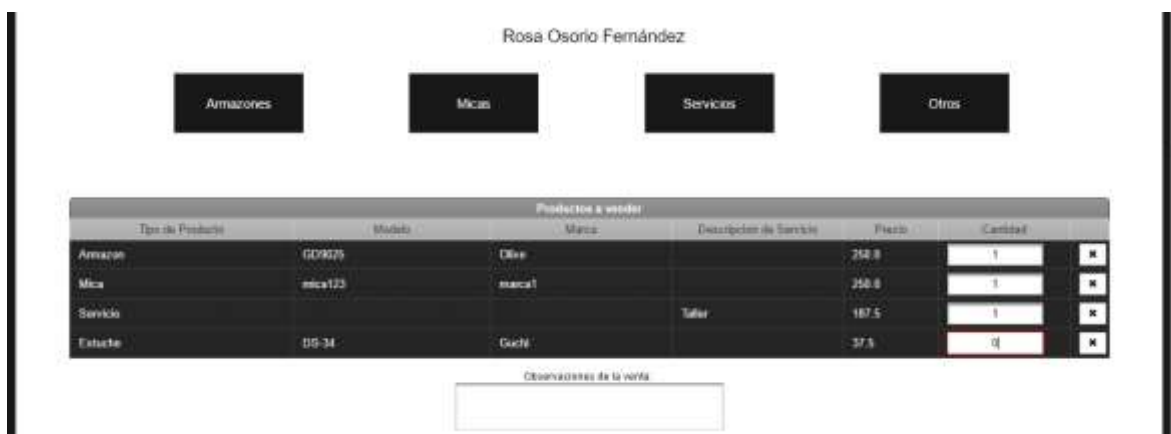 Rosa Osorio Fernández
Armazones Micas Servicios Otros
Productos a vender
Tipo de Producto Modelo Marca Descripcion de Servicio Precio Cantidad
Armazon GD9025 Olive 250.0 1
Mica mica123 marca1 250.0 1
Servicio Taller 187.5 1
Estuche DS-34 Guchi 37.5 0
Observaciones de la venta